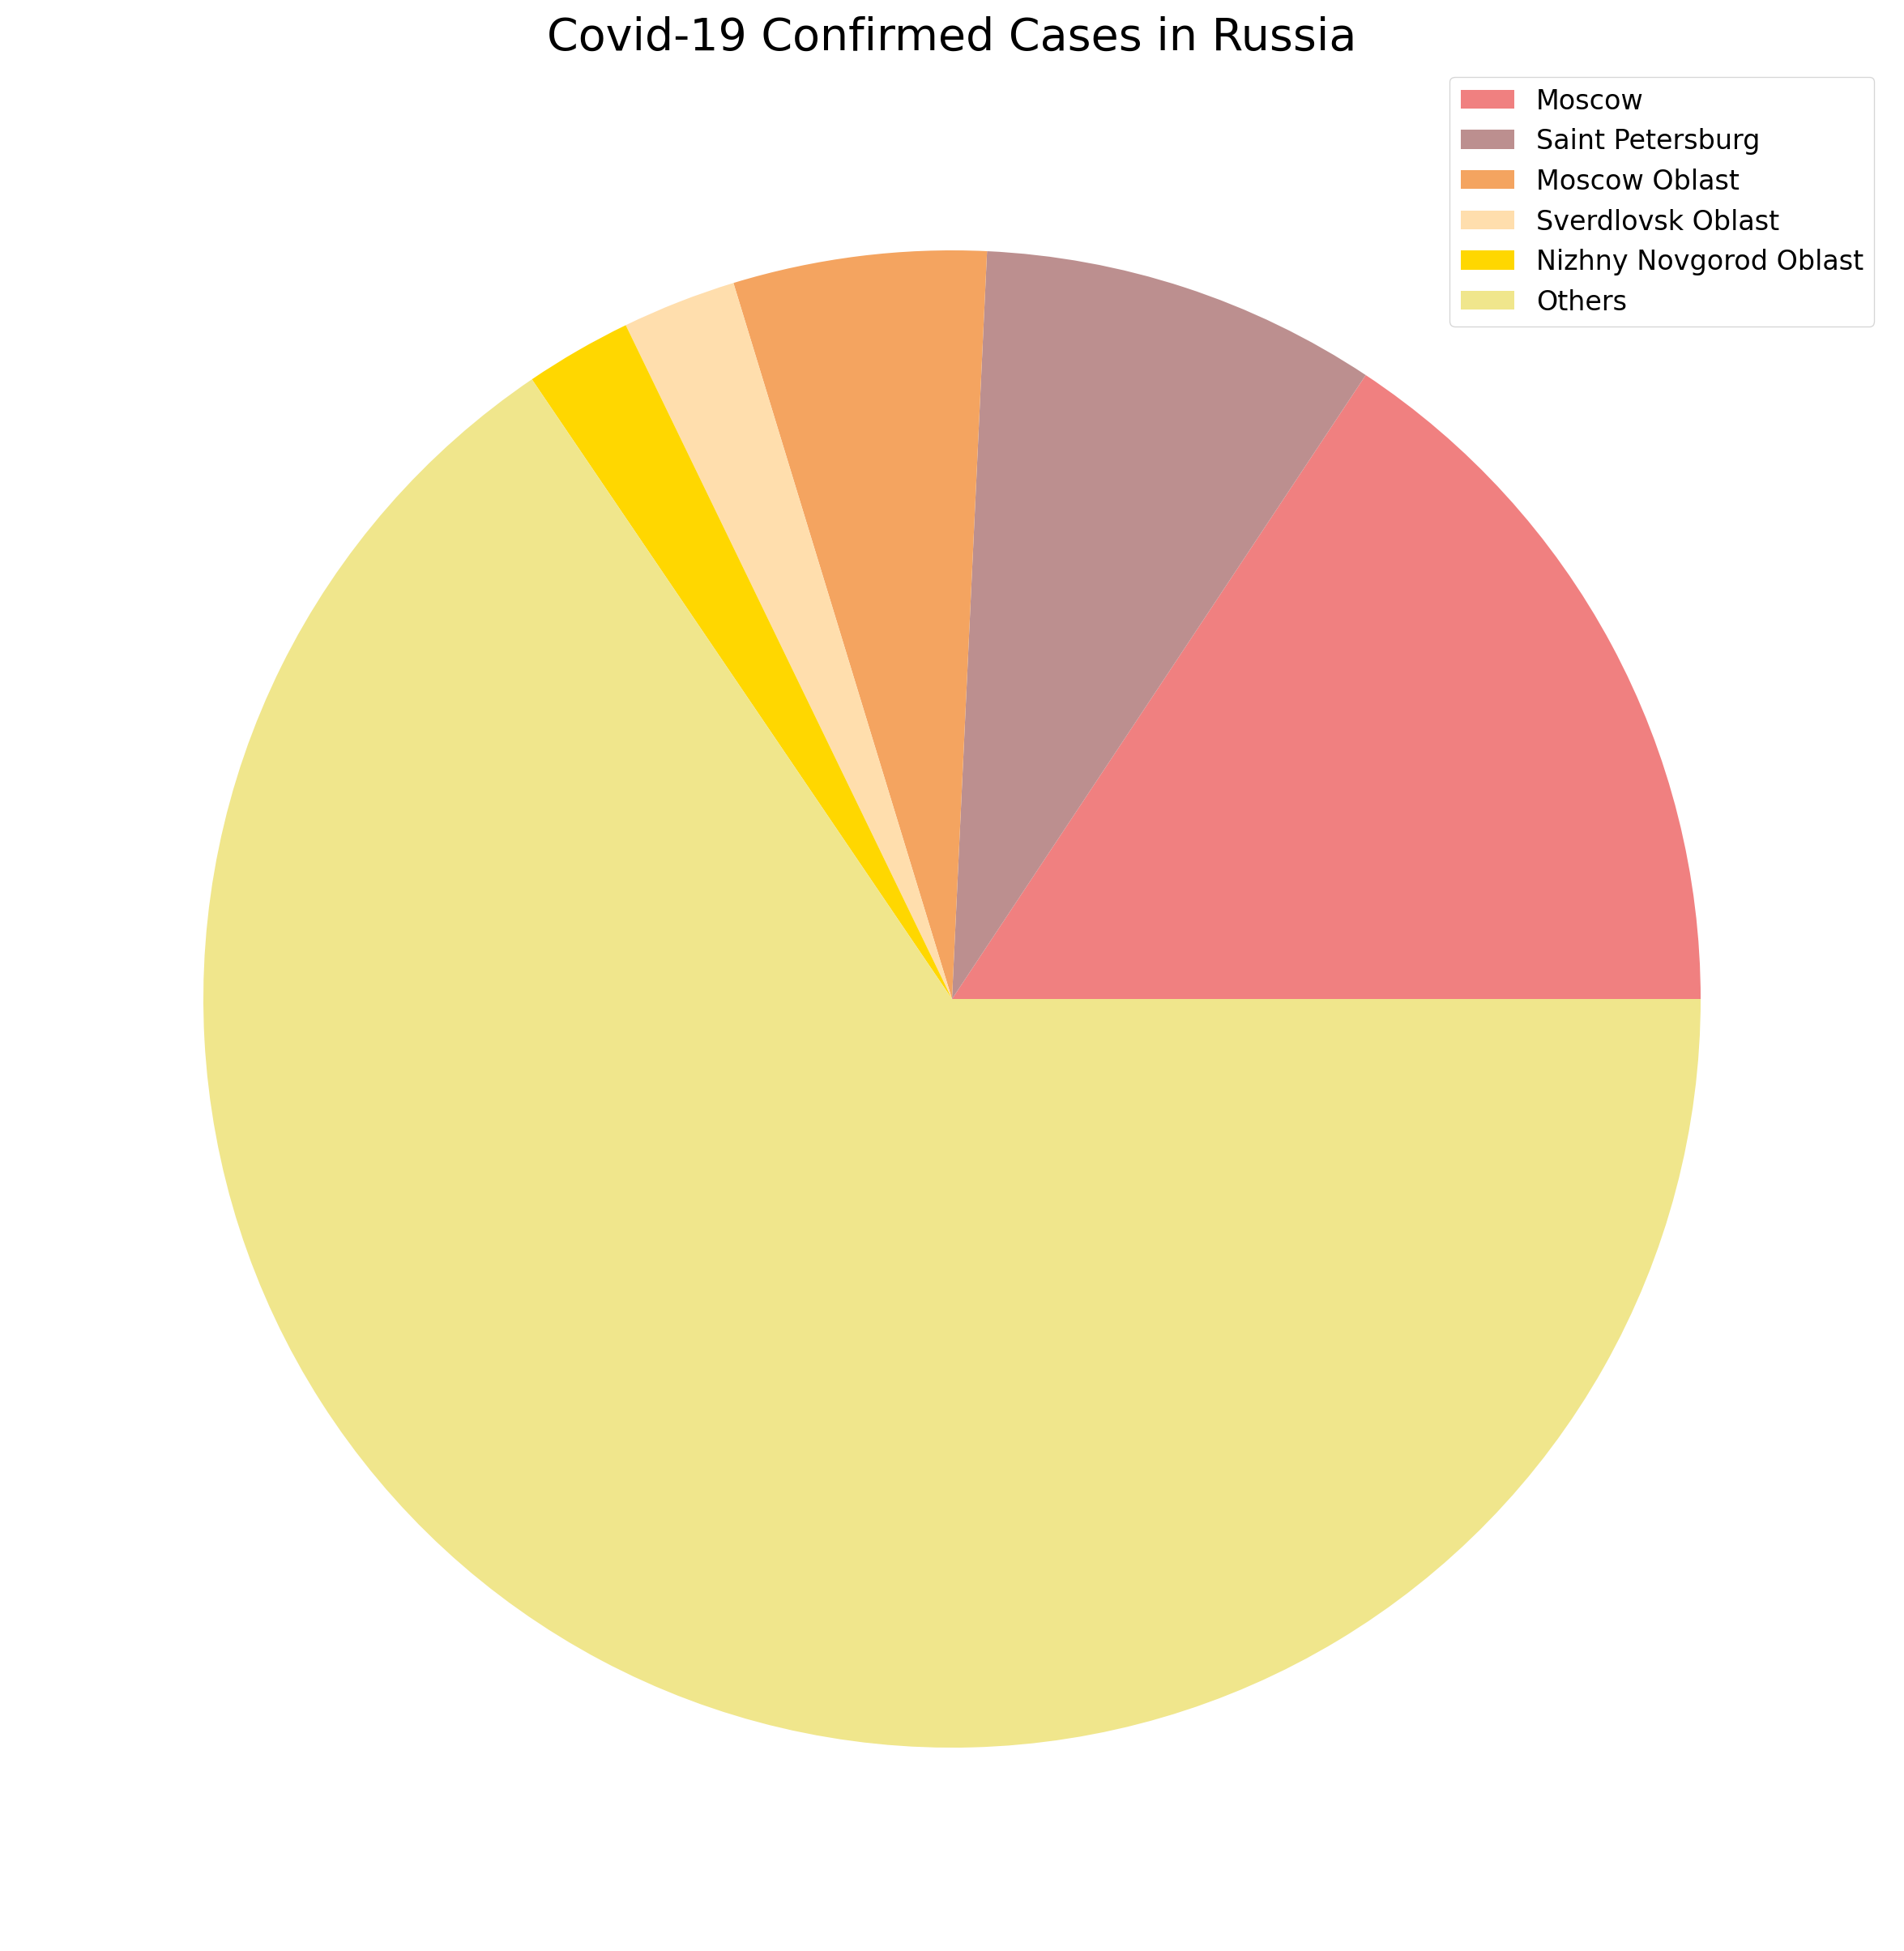 Covid-19 Confirmed Cases in Russia
Moscow
Saint Petersburg
Moscow Oblast
Sverdlovsk Oblast
Nizhny Novgorod Oblast
Others